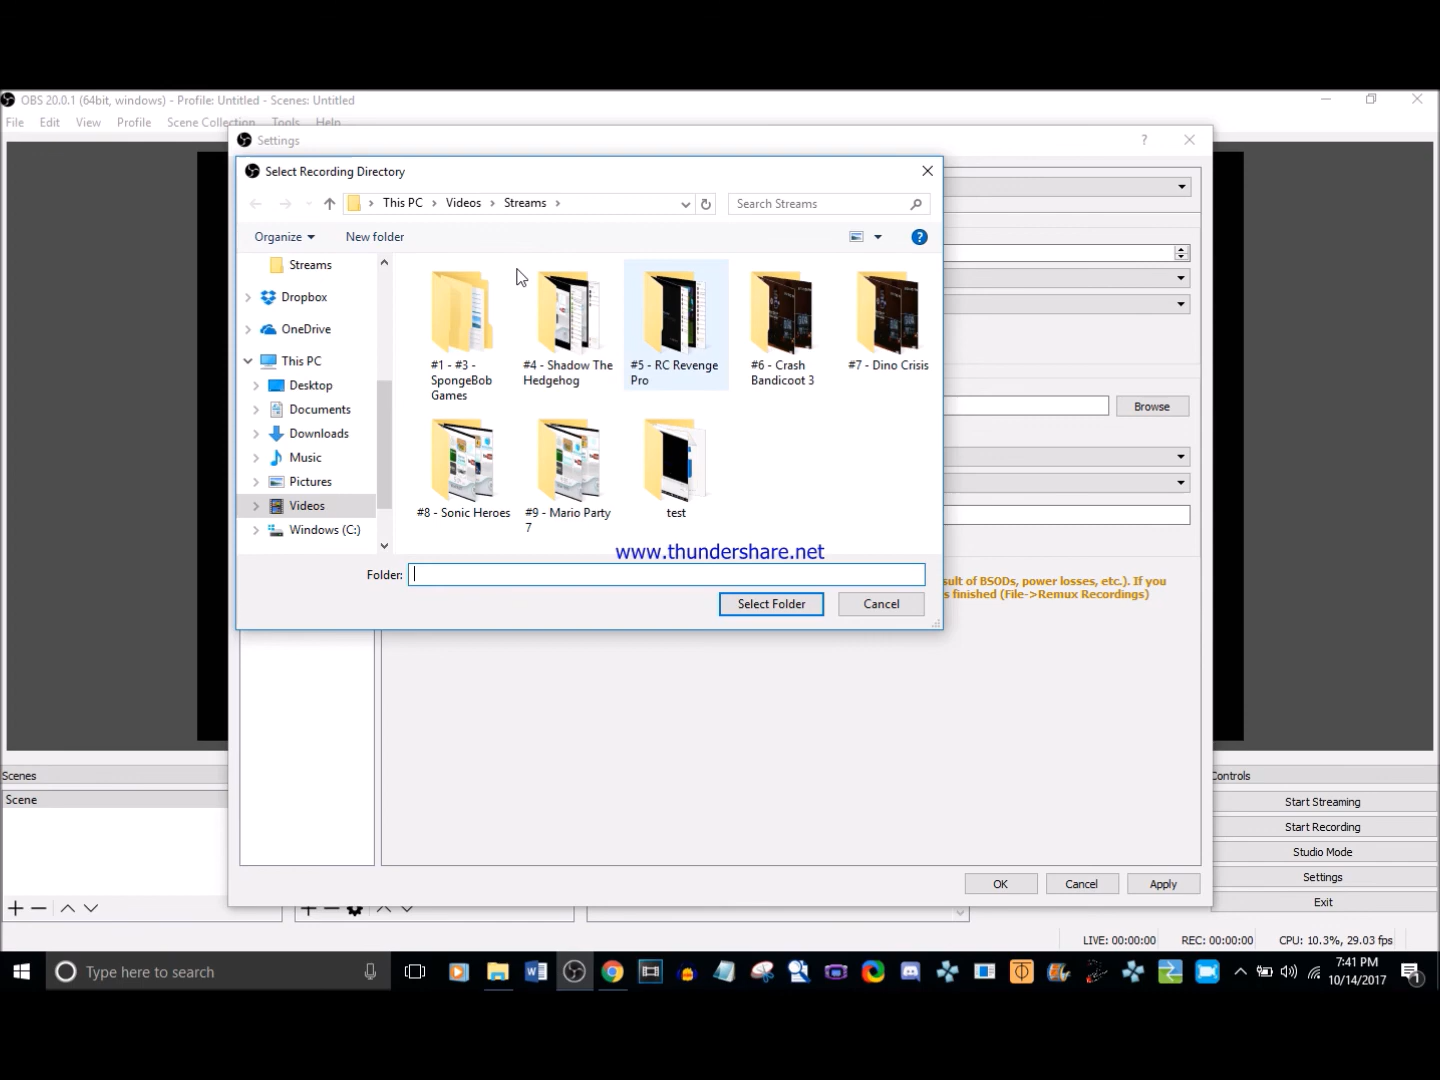 OBS 20.0.1 (64bit, windows) - Profile: Untitled - Scenes: Untitled
File Edit View Profile Scene Collection Tools Help
Settings
Select Recording Directory
This PC Videos Streams
Search Streams
Organize New folder
Streams
Dropbox
OneDrive
This PC
Desktop
Documents
Downloads
Music
Pictures
Videos
Windows (C:)
#1 - #3 -
SpongeBob
Games
#4 - Shadow The
Hedgehog
#5 - RC Revenge
Pro
#6 - Crash
Bandicoot 3
#7 - Dino Crisis
#8 - Sonic Heroes
#9 - Mario Party
7
test
www.thundershare.net
Folder:
Select Folder Cancel
Browse
sult of BSODs, power losses, etc.). If you
s finished (File->Remux Recordings)
OK Cancel Apply
Scenes
Scene
Controls
Start Streaming
Start Recording
Studio Mode
Settings
Exit
LIVE: 00:00:00 REC: 00:00:00 CPU: 10.3%, 29.03 fps
Type here to search
7:41 PM
10/14/2017
1